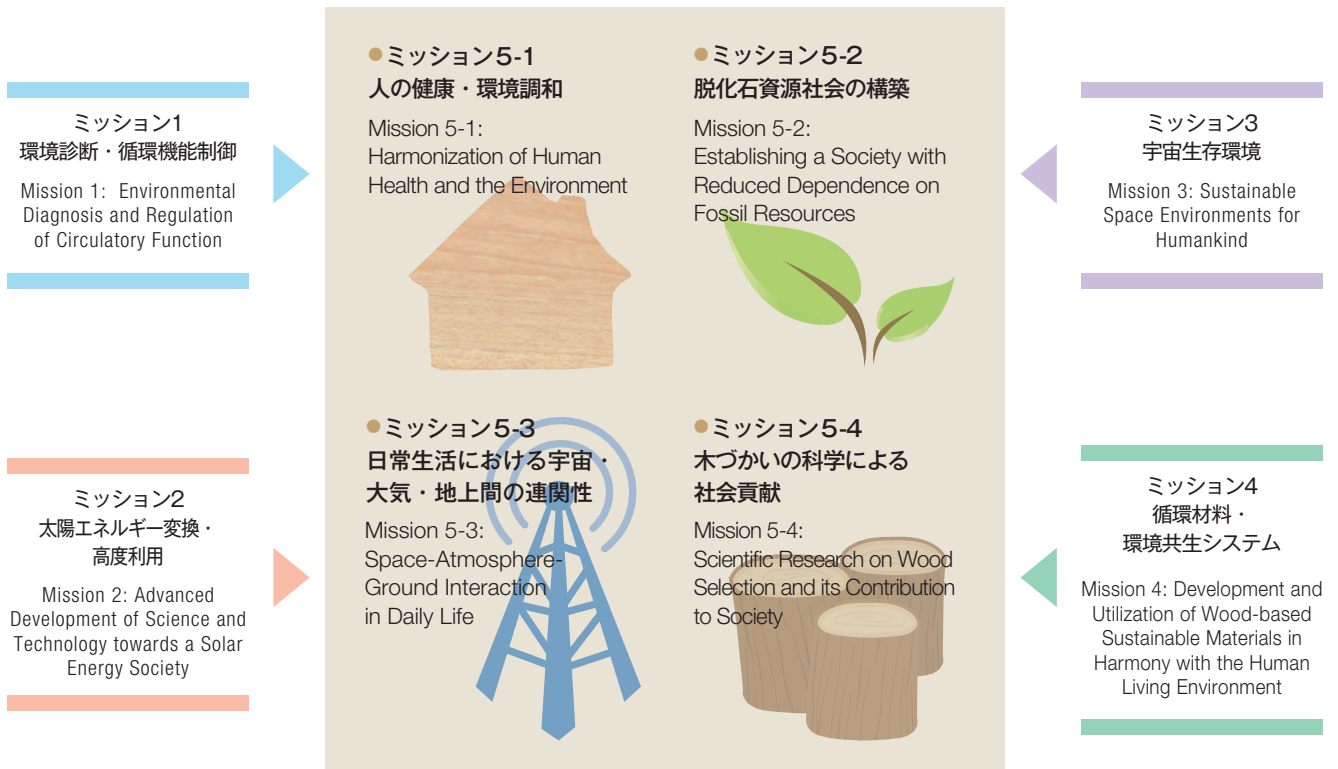 ミッション1
環境診断・循環機能制御
Mission 1: Environmental
Diagnosis and Regulation
of Circulatory Function
ミッション2
太陽エネルギー変換・
高度利用
Mission 2: Advanced
Development of Science and
Technology towards a Solar
Energy Society
●ミッション5-1
人の健康・環境調和
Mission 5-1:
Harmonization of Human
Health and the Environment
●ミッション5-2
脱化石資源社会の構築
Mission 5-2:
Establishing a Society with
Reduced Dependence on
Fossil Resources
●ミッション5-3
日常生活における宇宙・
大気・地上間の連関性
Mission 5-3:
Space-Atmosphere-
Ground Interaction
in Daily Life
●ミッション5-4
木づかいの科学による
社会貢献
Mission 5-4:
Scientific Research on Wood
Selection and its Contribution
to Society
ミッション3
宇宙生存環境
Mission 3: Sustainable
Space Environments for
Humankind
ミッション4
循環材料・
環境共生システム
Mission 4: Development and
Utilization of Wood-based
Sustainable Materials in
Harmony with the Human
Living Environment